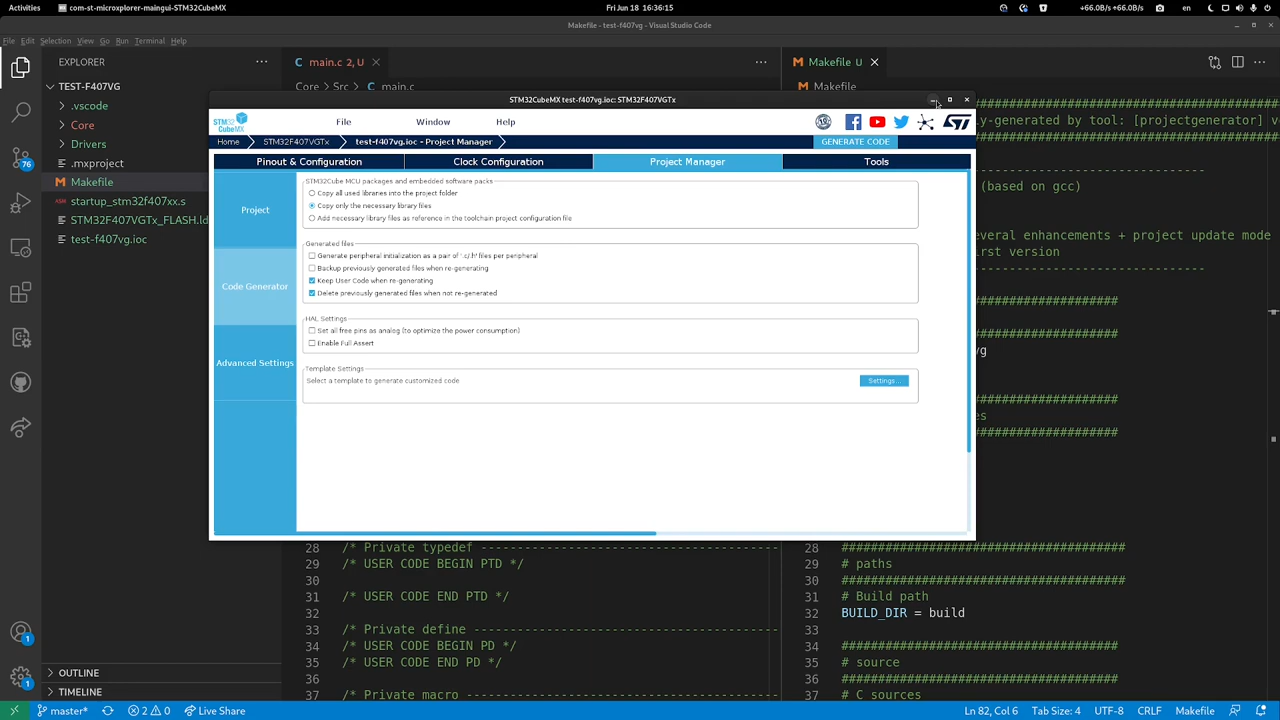 Activities com-st-microxplorer-maingui-STM32CubeMX Fri Jun 18 16:36:15 +66.0B/s +66.0B/s en
Makefile - test-f407vg - Visual Studio Code
File Edit Selection View Go Run Terminal Help
EXPLORER ... main.c 2, U ... Makefile U ...
TEST-F407VG Core > Src > main.c Makefile
.vscode
Core
Drivers
.mxproject
Makefile
startup_stm32f407xx.s
STM32F407VGTx_FLASH.ld
test-f407vg.ioc
76
1
1
STM32CubeMX test-f407vg.ioc: STM32F407VGTx
STM32
CubeMX
File Window Help
Home STM32F407VGTx test-f407vg.ioc - Project Manager GENERATE CODE
Pinout & Configuration Clock Configuration Project Manager Tools
Project
Code Generator
Advanced Settings
STM32Cube MCU packages and embedded software packs
Copy all used libraries into the project folder
Copy only the necessary library files
Add necessary library files as reference in the toolchain project configuration file
Generated files
Generate peripheral initialization as a pair of '.c/.h' files per peripheral
Backup previously generated files when re-generating
Keep User Code when re-generating
Delete previously generated files when not re-generated
HAL Settings
Set all free pins as analog (to optimize the power consumption)
Enable Full Assert
Template Settings
Select a template to generate customized code Settings...
##################################
y-generated by tool: [projectgenerator] v
##################################
(based on gcc)
everal enhancements + project update mode
irst version
------------------------------
###################
###################
vg
###################
es
###################
28 /* Private typedef ----------------------------------------
29 /* USER CODE BEGIN PTD */
30
31 /* USER CODE END PTD */
32
33 /* Private define -----------------------------------------
34 /* USER CODE BEGIN PD */
35 /* USER CODE END PD */
36
37 /* Private macro ------------------------------------------
28 ######################################
29 # paths
30 ######################################
31 # Build path
32 BUILD_DIR = build
33
34 ######################################
35 # source
36 ######################################
37 # C sources
OUTLINE
TIMELINE
master* 2 0 Live Share Ln 82, Col 6 Tab Size: 4 UTF-8 CRLF Makefile